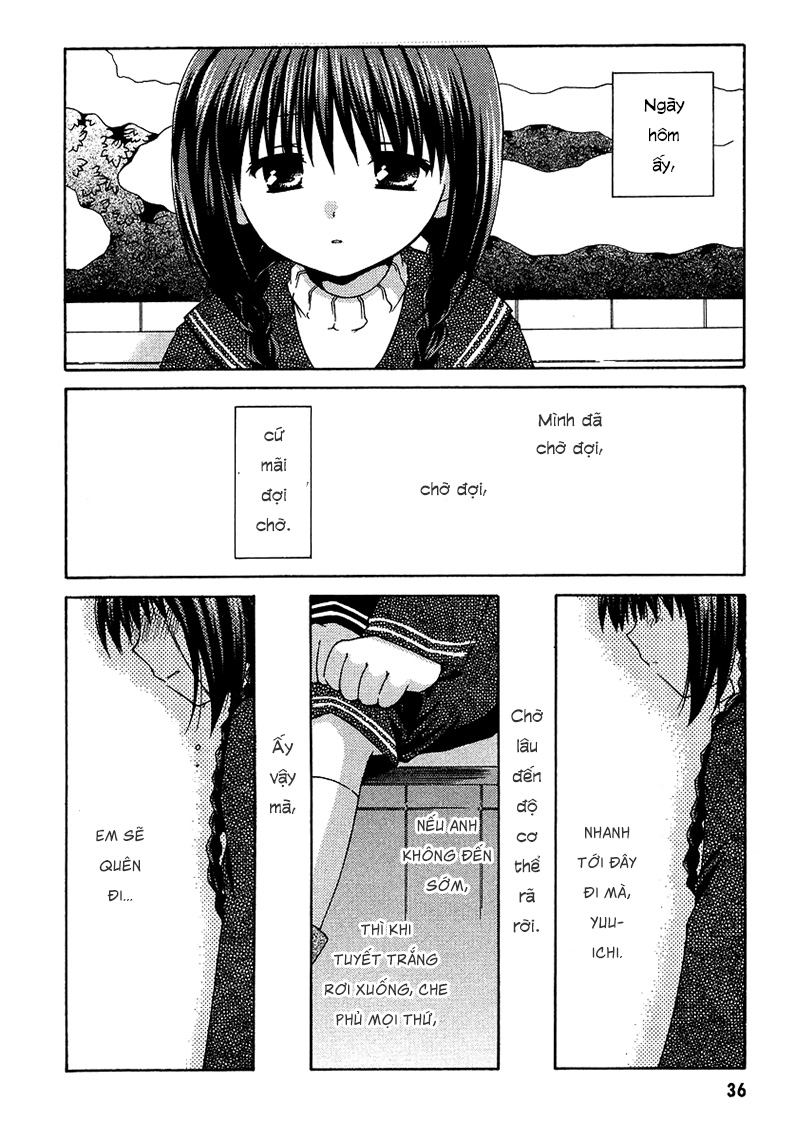 Ngày
hôm
ấy,
Mình đã
chờ đợi,
chờ đợi,
cứ
mãi
đợi
chờ.
NHANH
TỚI ĐÂY
ĐI MÀ,
YUU-
ICHI.
Chờ
lâu
đến
độ
cơ
thể
rã
rời.
NẾU ANH
KHÔNG ĐẾN
SỚM,
THÌ KHI
TUYẾT TRẮNG
RƠI XUỐNG, CHE
PHỦ MỌI THỨ,
Ấy
vậy
mà,
EM SẼ
QUÊN
ĐI...
36